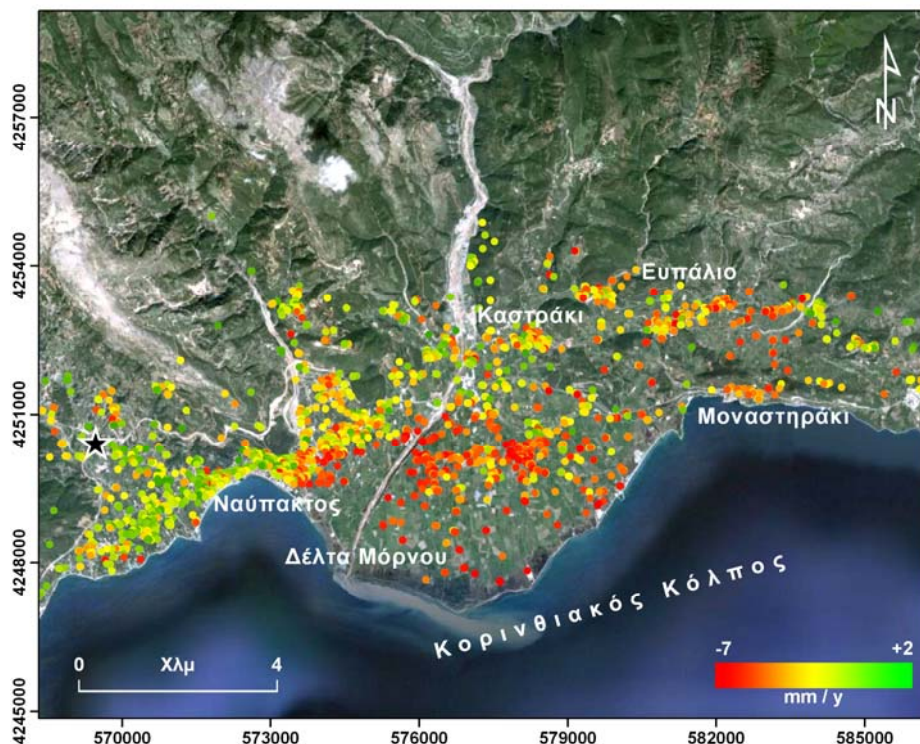 4257000
N
4254000
Ευπάλιο
Καστράκι
4251000
Μοναστηράκι
Ναύπακτος
Δέλτα Μόρνου
4248000
Κορινθιακός Κόλπος
0 Χλμ 4
-7 +2
mm / y
4245000
570000 573000 576000 579000 582000 585000